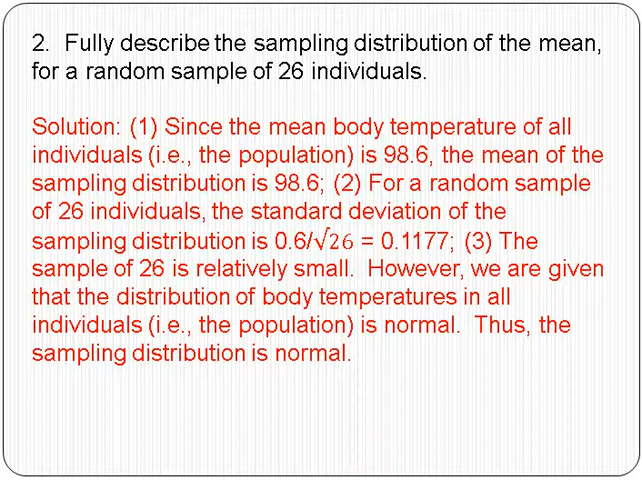 2.  Fully describe the sampling distribution of the mean,
for a random sample of 26 individuals.
Solution: (1) Since the mean body temperature of all
individuals (i.e., the population) is 98.6, the mean of the
sampling distribution is 98.6; (2) For a random sample
of 26 individuals, the standard deviation of the
sampling distribution is 0.6/√26 = 0.1177; (3) The
sample of 26 is relatively small.  However, we are given
that the distribution of body temperatures in all
individuals (i.e., the population) is normal.  Thus, the
sampling distribution is normal.